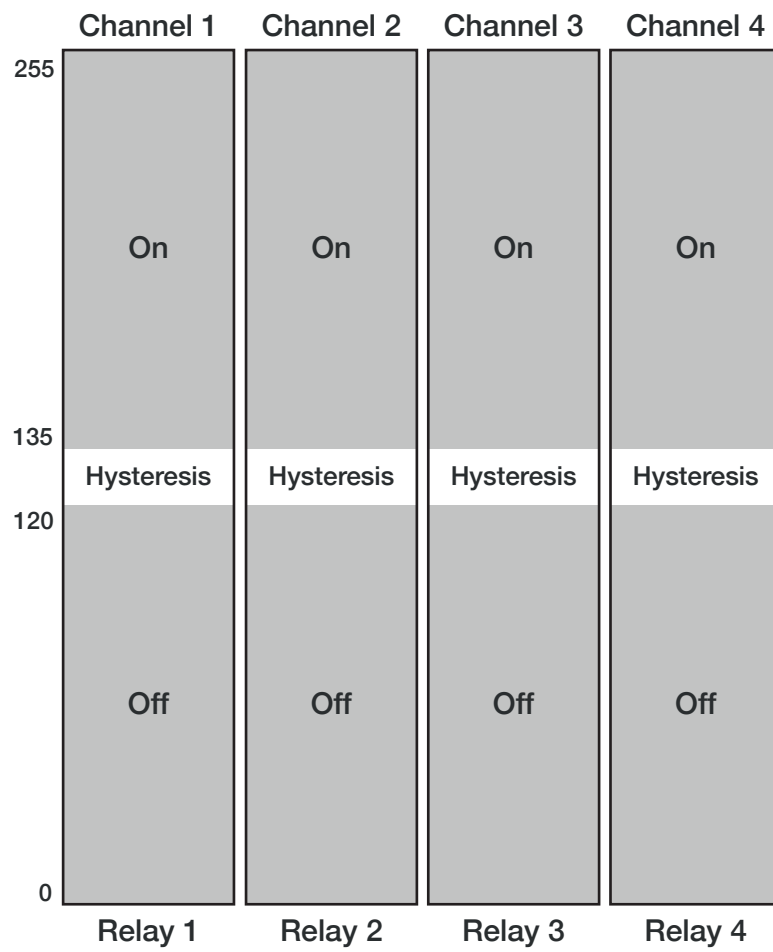 Channel 1 Channel 2 Channel 3 Channel 4
255
On On On On
135
Hysteresis Hysteresis Hysteresis Hysteresis
120
Off Off Off Off
0
Relay 1 Relay 2 Relay 3 Relay 4